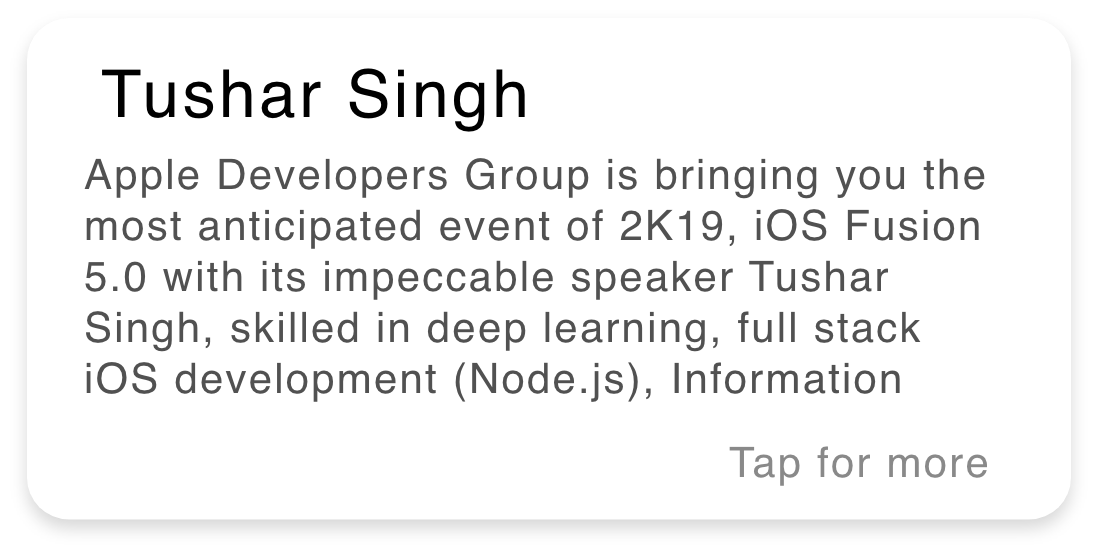 Tushar Singh
Apple Developers Group is bringing you the
most anticipated event of 2K19, iOS Fusion
5.0 with its impeccable speaker Tushar
Singh, skilled in deep learning, full stack
iOS development (Node.js), Information
Tap for more